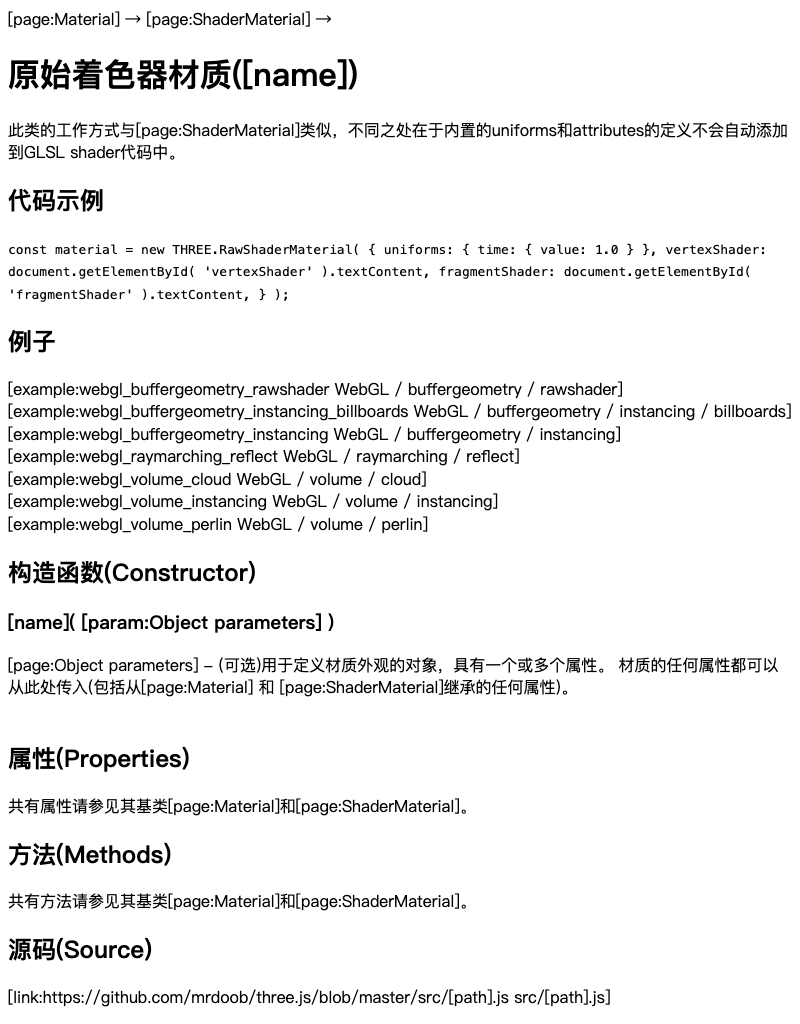 [page:Material] → [page:ShaderMaterial] →
原始着色器材质([name])
此类的工作方式与[page:ShaderMaterial]类似，不同之处在于内置的uniforms和attributes的定义不会自动添加
到GLSL shader代码中。
代码示例
const material = new THREE.RawShaderMaterial( { uniforms: { time: { value: 1.0 } }, vertexShader:
document.getElementById( 'vertexShader' ).textContent, fragmentShader: document.getElementById(
'fragmentShader' ).textContent, } );
例子
[example:webgl_buffergeometry_rawshader WebGL / buffergeometry / rawshader]
[example:webgl_buffergeometry_instancing_billboards WebGL / buffergeometry / instancing / billboards]
[example:webgl_buffergeometry_instancing WebGL / buffergeometry / instancing]
[example:webgl_raymarching_reflect WebGL / raymarching / reflect]
[example:webgl_volume_cloud WebGL / volume / cloud]
[example:webgl_volume_instancing WebGL / volume / instancing]
[example:webgl_volume_perlin WebGL / volume / perlin]
构造函数(Constructor)
[name]( [param:Object parameters] )
[page:Object parameters] – (可选)用于定义材质外观的对象，具有一个或多个属性。 材质的任何属性都可以
从此处传入(包括从[page:Material] 和 [page:ShaderMaterial]继承的任何属性)。
属性(Properties)
共有属性请参见其基类[page:Material]和[page:ShaderMaterial]。
方法(Methods)
共有方法请参见其基类[page:Material]和[page:ShaderMaterial]。
源码(Source)
[link:https://github.com/mrdoob/three.js/blob/master/src/[path].js src/[path].js]